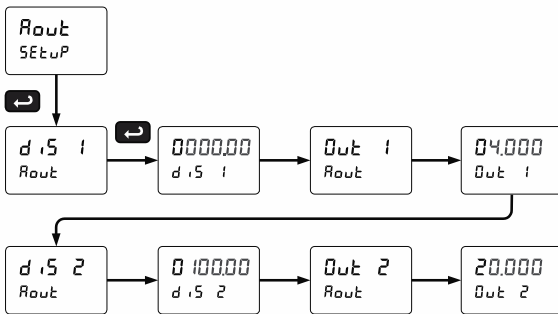 Aout
SEtuP
diS 1
Aout
0000.00
diS 1
Out 1
Aout
04.000
Out 1
diS 2
Aout
0100.00
diS 2
Out 2
Aout
20.000
Out 2